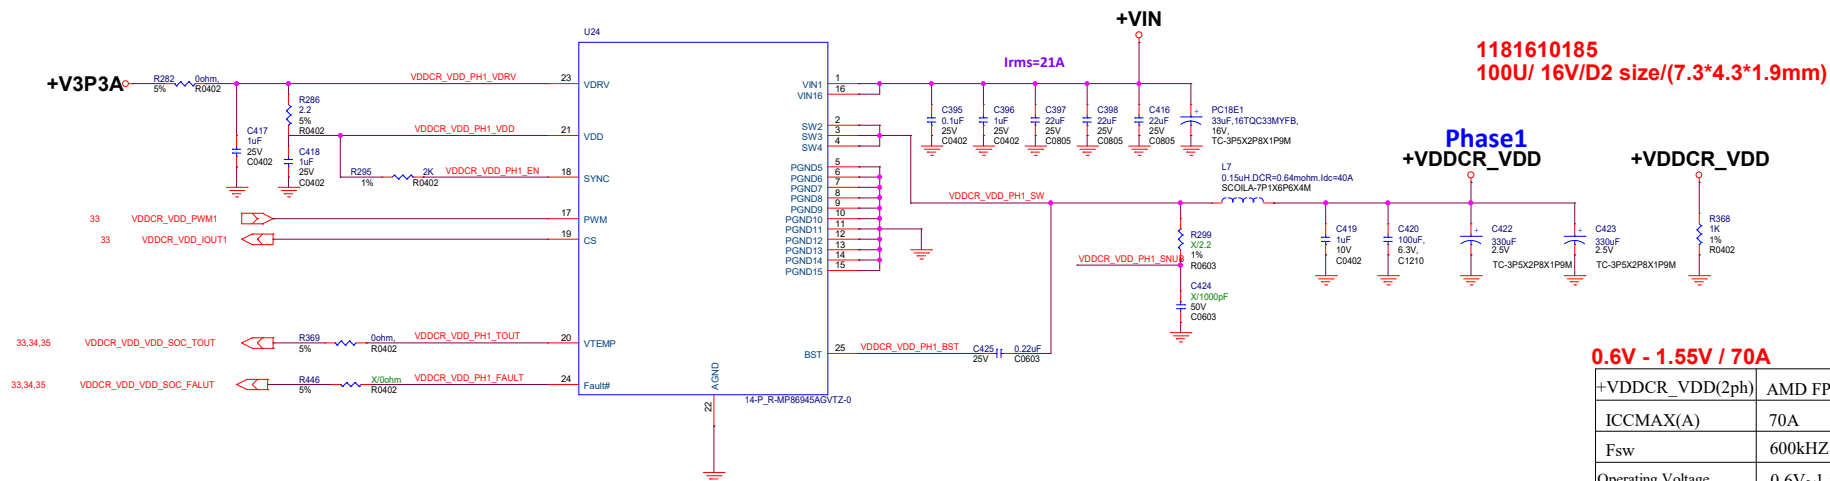 +VIN
1181610185
100U/ 16V/D2 size/(7.3*4.3*1.9mm)
U24
Irms=21A
+V3P3A
R282
0ohm,
5%
R0402
VDDCR_VDD_PH1_VDRV
23
VDRV
R286
2.2
5%
R0402
C417
1uF
25V
C0402
VDDCR_VDD_PH1_VDD
21
VDD
C418
1uF
25V
C0402
R295
2K
1%
R0402
VDDCR_VDD_PH1_EN
18
SYNC
33
VDDCR_VDD_PWM1
17
PWM
33
VDDCR_VDD_IOUT1
19
CS
33,34,35
VDDCR_VDD_VDD_SOC_TOUT
R369
0ohm,
5%
R0402
VDDCR_VDD_PH1_TOUT
20
VTEMP
33,34,35
VDDCR_VDD_VDD_SOC_FALUT
R446
X/0ohm
5%
R0402
VDDCR_VDD_PH1_FAULT
24
Fault#
AGND
22
14-P_R-MP86945AGVTZ-0
VIN1
1
VIN16
16
SW2
2
SW3
3
SW4
4
PGND5
5
PGND6
6
PGND7
7
PGND8
8
PGND9
9
PGND10
10
PGND11
11
PGND12
12
PGND13
13
PGND14
14
PGND15
15
BST
25
VDDCR_VDD_PH1_BST
C425
0.22uF
25V
C0603
C395
0.1uF
25V
C0402
C396
1uF
25V
C0402
C397
22uF
25V
C0805
C398
22uF
25V
C0805
C416
22uF
25V
C0805
PC18E1
33uF,16TQC33MYFB,
16V,
TC-3P5X2P8X1P9M
L7
0.15uH.DCR=0.64mohm.Idc=40A
SCOILA-7P1X6P6X4M
VDDCR_VDD_PH1_SW
R299
X/2.2
1%
R0603
VDDCR_VDD_PH1_SNUB
C424
X/1000pF
50V
C0603
Phase1
+VDDCR_VDD
+VDDCR_VDD
C419
1uF
10V
C0402
C420
100uF,
6.3V,
C1210
C422
330uF
2.5V
TC-3P5X2P8X1P9M
C423
330uF
2.5V
TC-3P5X2P8X1P9M
R368
1K
1%
R0402
0.6V - 1.55V / 70A
+VDDCR_VDD(2ph)
AMD FP
ICCMAX(A)
70A
Fsw
600kHZ
Operating Voltage